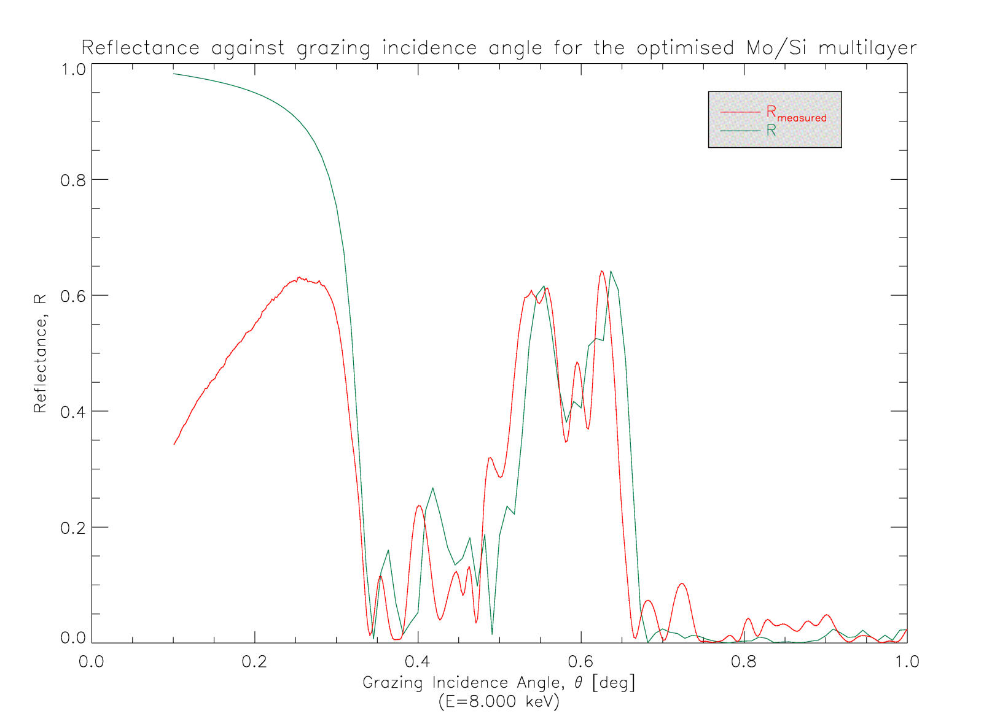 Reflectance against grazing incidence angle for the optimised Mo/Si multilayer
1.0
0.8
0.6
0.4
0.2
0.0
Reflectance, R
R measured
R
0.0 0.2 0.4 0.6 0.8 1.0
Grazing Incidence Angle, θ [deg]
(E=8.000 keV)